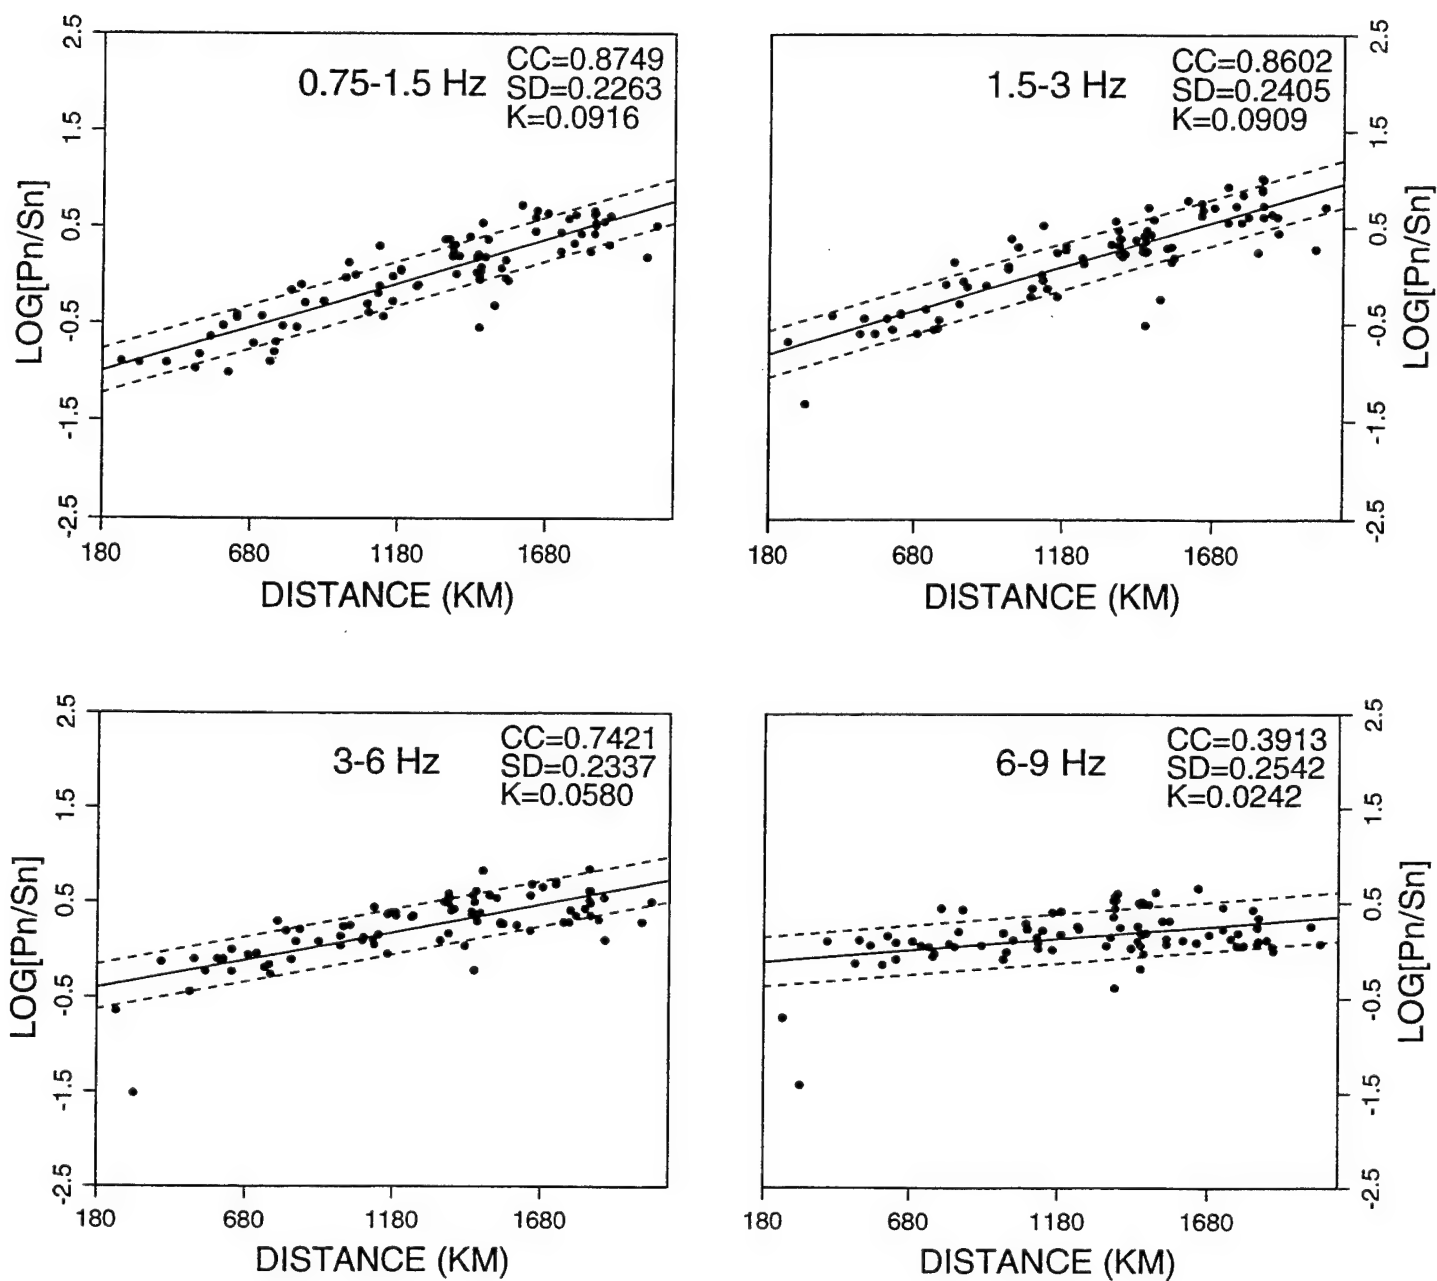 0.75-1.5 Hz
CC=0.8749
SD=0.2263
K=0.0916
LOG[Pn/Sn]
2.5
1.5
0.5
-0.5
-1.5
-2.5
180 680 1180 1680
DISTANCE (KM)
1.5-3 Hz
CC=0.8602
SD=0.2405
K=0.0909
LOG[Pn/Sn]
2.5
1.5
0.5
-0.5
-1.5
-2.5
180 680 1180 1680
DISTANCE (KM)
3-6 Hz
CC=0.7421
SD=0.2337
K=0.0580
LOG[Pn/Sn]
2.5
1.5
0.5
-0.5
-1.5
-2.5
180 680 1180 1680
DISTANCE (KM)
6-9 Hz
CC=0.3913
SD=0.2542
K=0.0242
LOG[Pn/Sn]
2.5
1.5
0.5
-0.5
-1.5
-2.5
180 680 1180 1680
DISTANCE (KM)